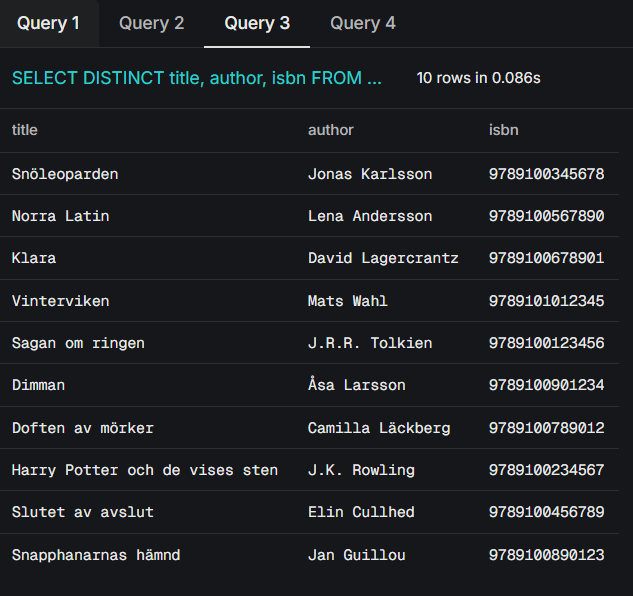 Query 1 Query 2 Query 3 Query 4
SELECT DISTINCT title, author, isbn FROM ... 10 rows in 0.086s
title author isbn
Snöleoparden Jonas Karlsson 9789100345678
Norra Latin Lena Andersson 9789100567890
Klara David Lagercrantz 9789100678901
Vinterviken Mats Wahl 9789101012345
Sagan om ringen J.R.R. Tolkien 9789100123456
Dimman Åsa Larsson 9789100901234
Doften av mörker Camilla Läckberg 9789100789012
Harry Potter och de vises sten J.K. Rowling 9789100234567
Slutet av avslut Elin Cullhed 9789100456789
Snapphanarnas hämnd Jan Guillou 9789100890123